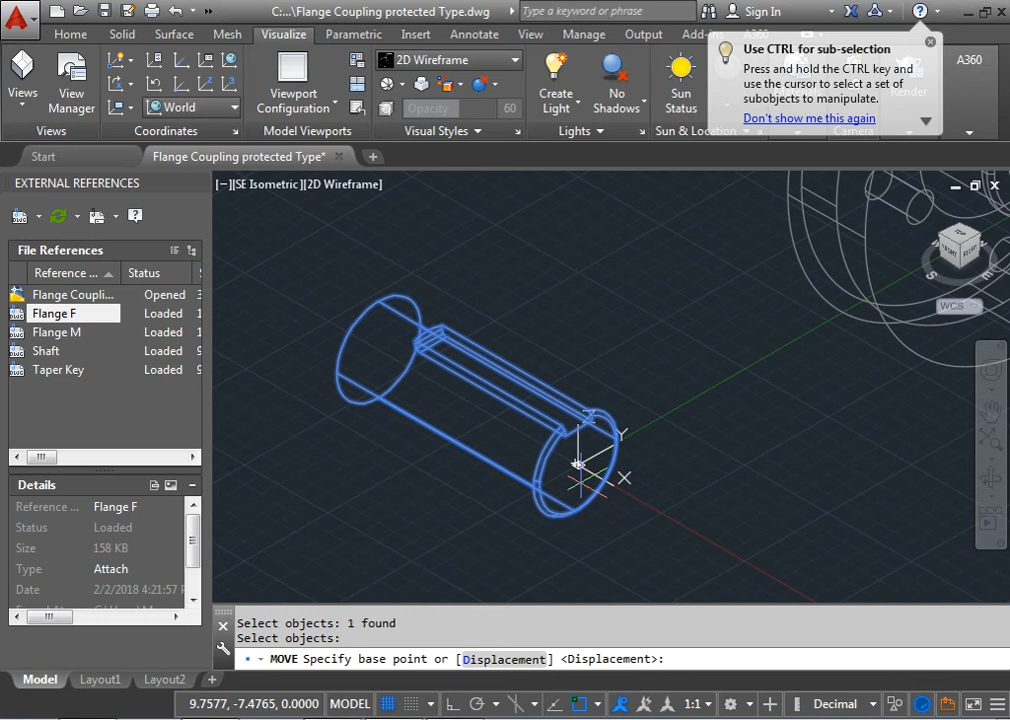 C:\...\Flange Coupling protected Type.dwg
Type a keyword or phrase
Sign In
Home
Solid
Surface
Mesh
Visualize
Parametric
Insert
Annotate
View
Manage
Output
Add-ins
A360
Views
View
Manager
Views
World
Coordinates
Viewport
Configuration
Model Viewports
2D Wireframe
Opacity
60
Visual Styles
Create
Light
No
Shadows
Lights
Sun
Status
Sun & Location
Render
Camera
A360
Use CTRL for sub-selection
Press and hold the CTRL key and
use the cursor to select a set of
subobjects to manipulate.
Don't show me this again
Start
Flange Coupling protected Type*
EXTERNAL REFERENCES
File References
Reference ...
Status
Flange Coupli...
Opened
Flange F
Loaded
Flange M
Loaded
Shaft
Loaded
Taper Key
Loaded
Details
Reference ...
Flange F
Status
Loaded
Size
158 KB
Type
Attach
Date
2/2/2018 4:21:57
[−][SE Isometric][2D Wireframe]
TOP
FRONT
RIGHT
S
E
WCS
Z
Y
X
Select objects: 1 found
Select objects:
MOVE Specify base point or [Displacement] <Displacement>:
Model
Layout1
Layout2
9.7577, -7.4765, 0.0000
MODEL
1:1
Decimal